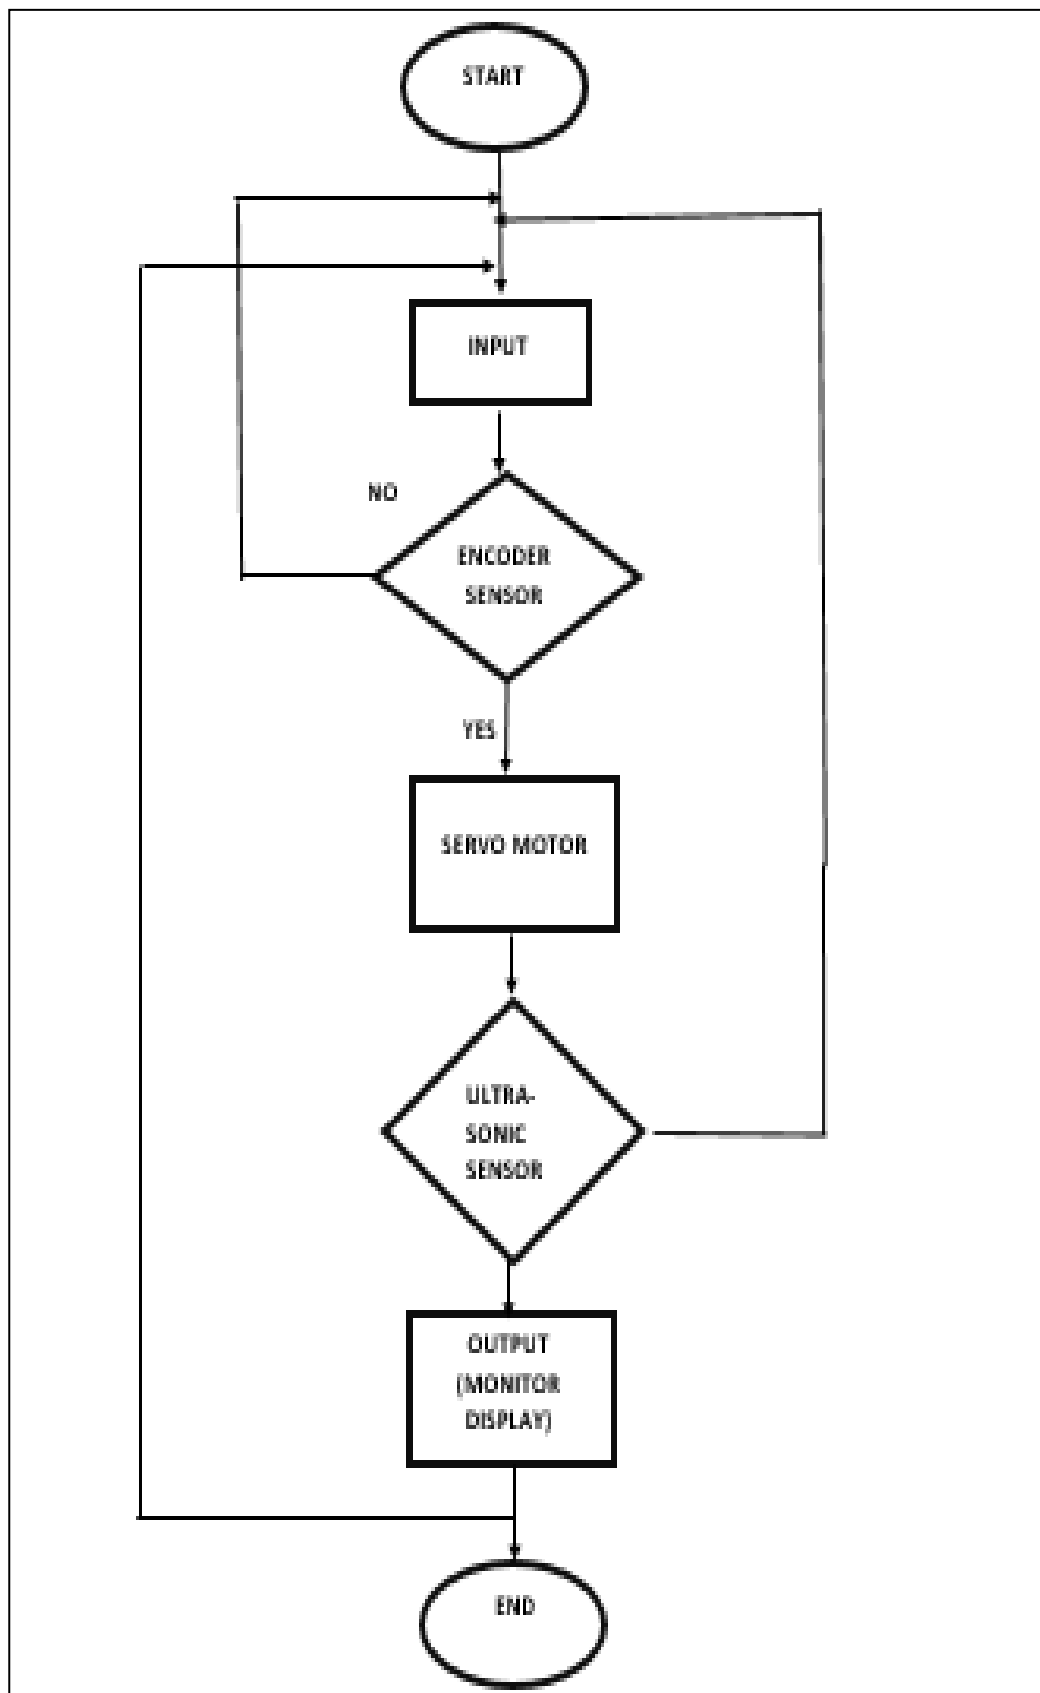 START
INPUT
NO
ENCODER
SENSOR
YES
SERVO MOTOR
ULTRA-
SONIC
SENSOR
OUTPUT
(MONITOR
DISPLAY)
END